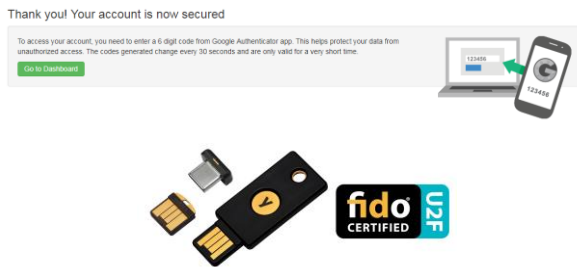 Thank you! Your account is now secured
To access your account, you need to enter a 6 digit code from Google Authenticator app. This helps protect your data from
unauthorized access. The codes generated change every 30 seconds and are only valid for a very short time.
Go to Dashboard
123456
G
123456
y
fido
CERTIFIED
U2F